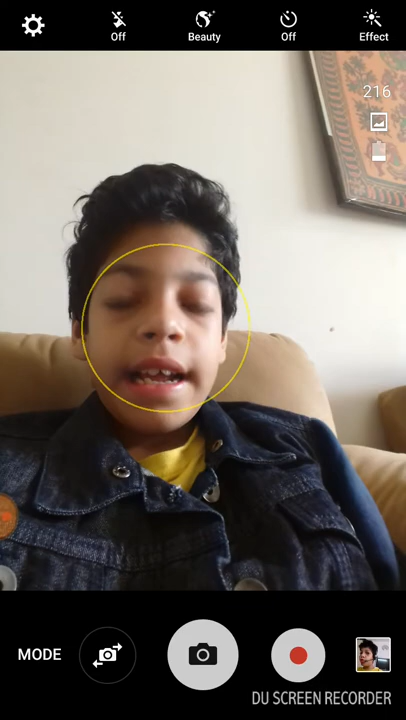 Off
Beauty
Off
Effect
216
MODE
DU SCREEN RECORDER